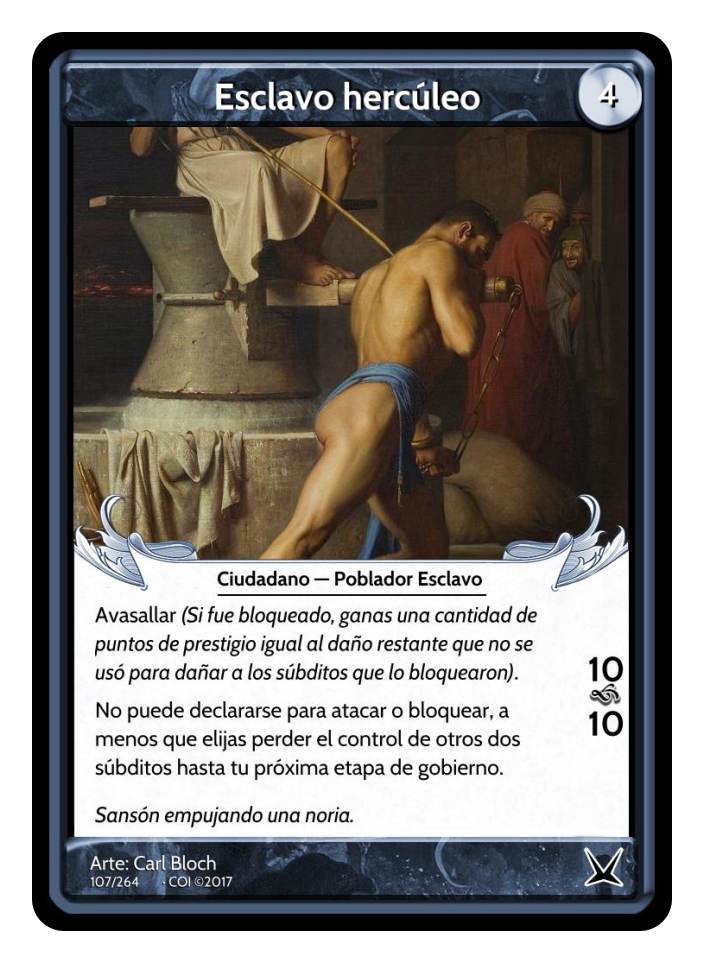 Esclavo hercúleo
4
Ciudadano — Poblador Esclavo
Avasallar (Si fue bloqueado, ganas una cantidad de
puntos de prestigio igual al daño restante que no se
usó para dañar a los súbditos que lo bloquearon).
No puede declararse para atacar o bloquear, a
menos que elijas perder el control de otros dos
súbditos hasta tu próxima etapa de gobierno.
10
10
Sansón empujando una noria.
Arte: Carl Bloch
107/264 · COI ©2017